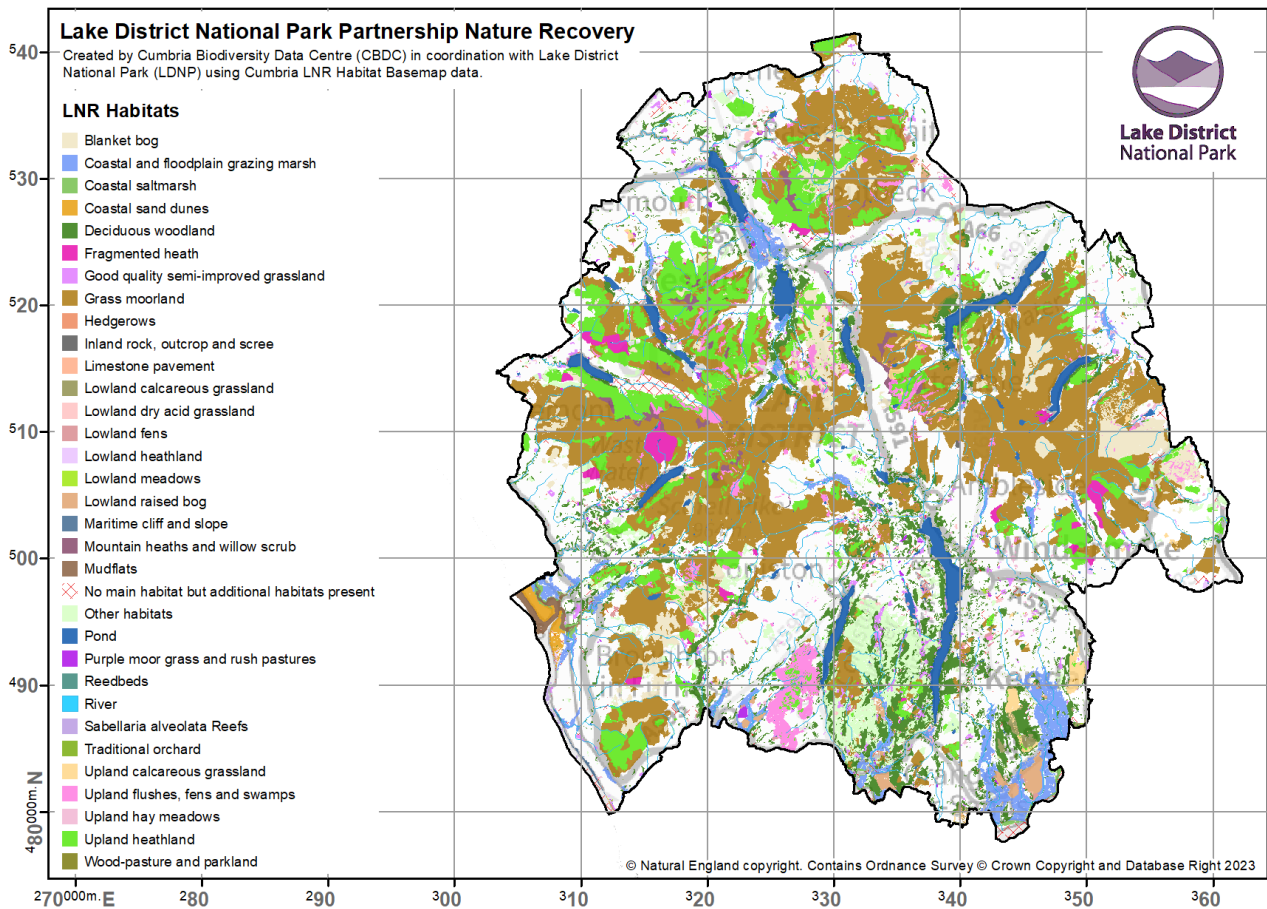 Lake District National Park Partnership Nature Recovery
Created by Cumbria Biodiversity Data Centre (CBDC) in coordination with Lake District
National Park (LDNP) using Cumbria LNR Habitat Basemap data.
Lake District
National Park
LNR Habitats
Blanket bog
Coastal and floodplain grazing marsh
Coastal saltmarsh
Coastal sand dunes
Deciduous woodland
Fragmented heath
Good quality semi-improved grassland
Grass moorland
Hedgerows
Inland rock, outcrop and scree
Limestone pavement
Lowland calcareous grassland
Lowland dry acid grassland
Lowland fens
Lowland heathland
Lowland meadows
Lowland raised bog
Maritime cliff and slope
Mountain heaths and willow scrub
Mudflats
No main habitat but additional habitats present
Other habitats
Pond
Purple moor grass and rush pastures
Reedbeds
River
Sabellaria alveolata Reefs
Traditional orchard
Upland calcareous grassland
Upland flushes, fens and swamps
Upland hay meadows
Upland heathland
Wood-pasture and parkland
540
530
520
510
500
490
480000m. N
A66
A591
Scafell Pike
Broughton
© Natural England copyright. Contains Ordnance Survey © Crown Copyright and Database Right 2023
270000m. E
280
290
300
310
320
330
340
350
360